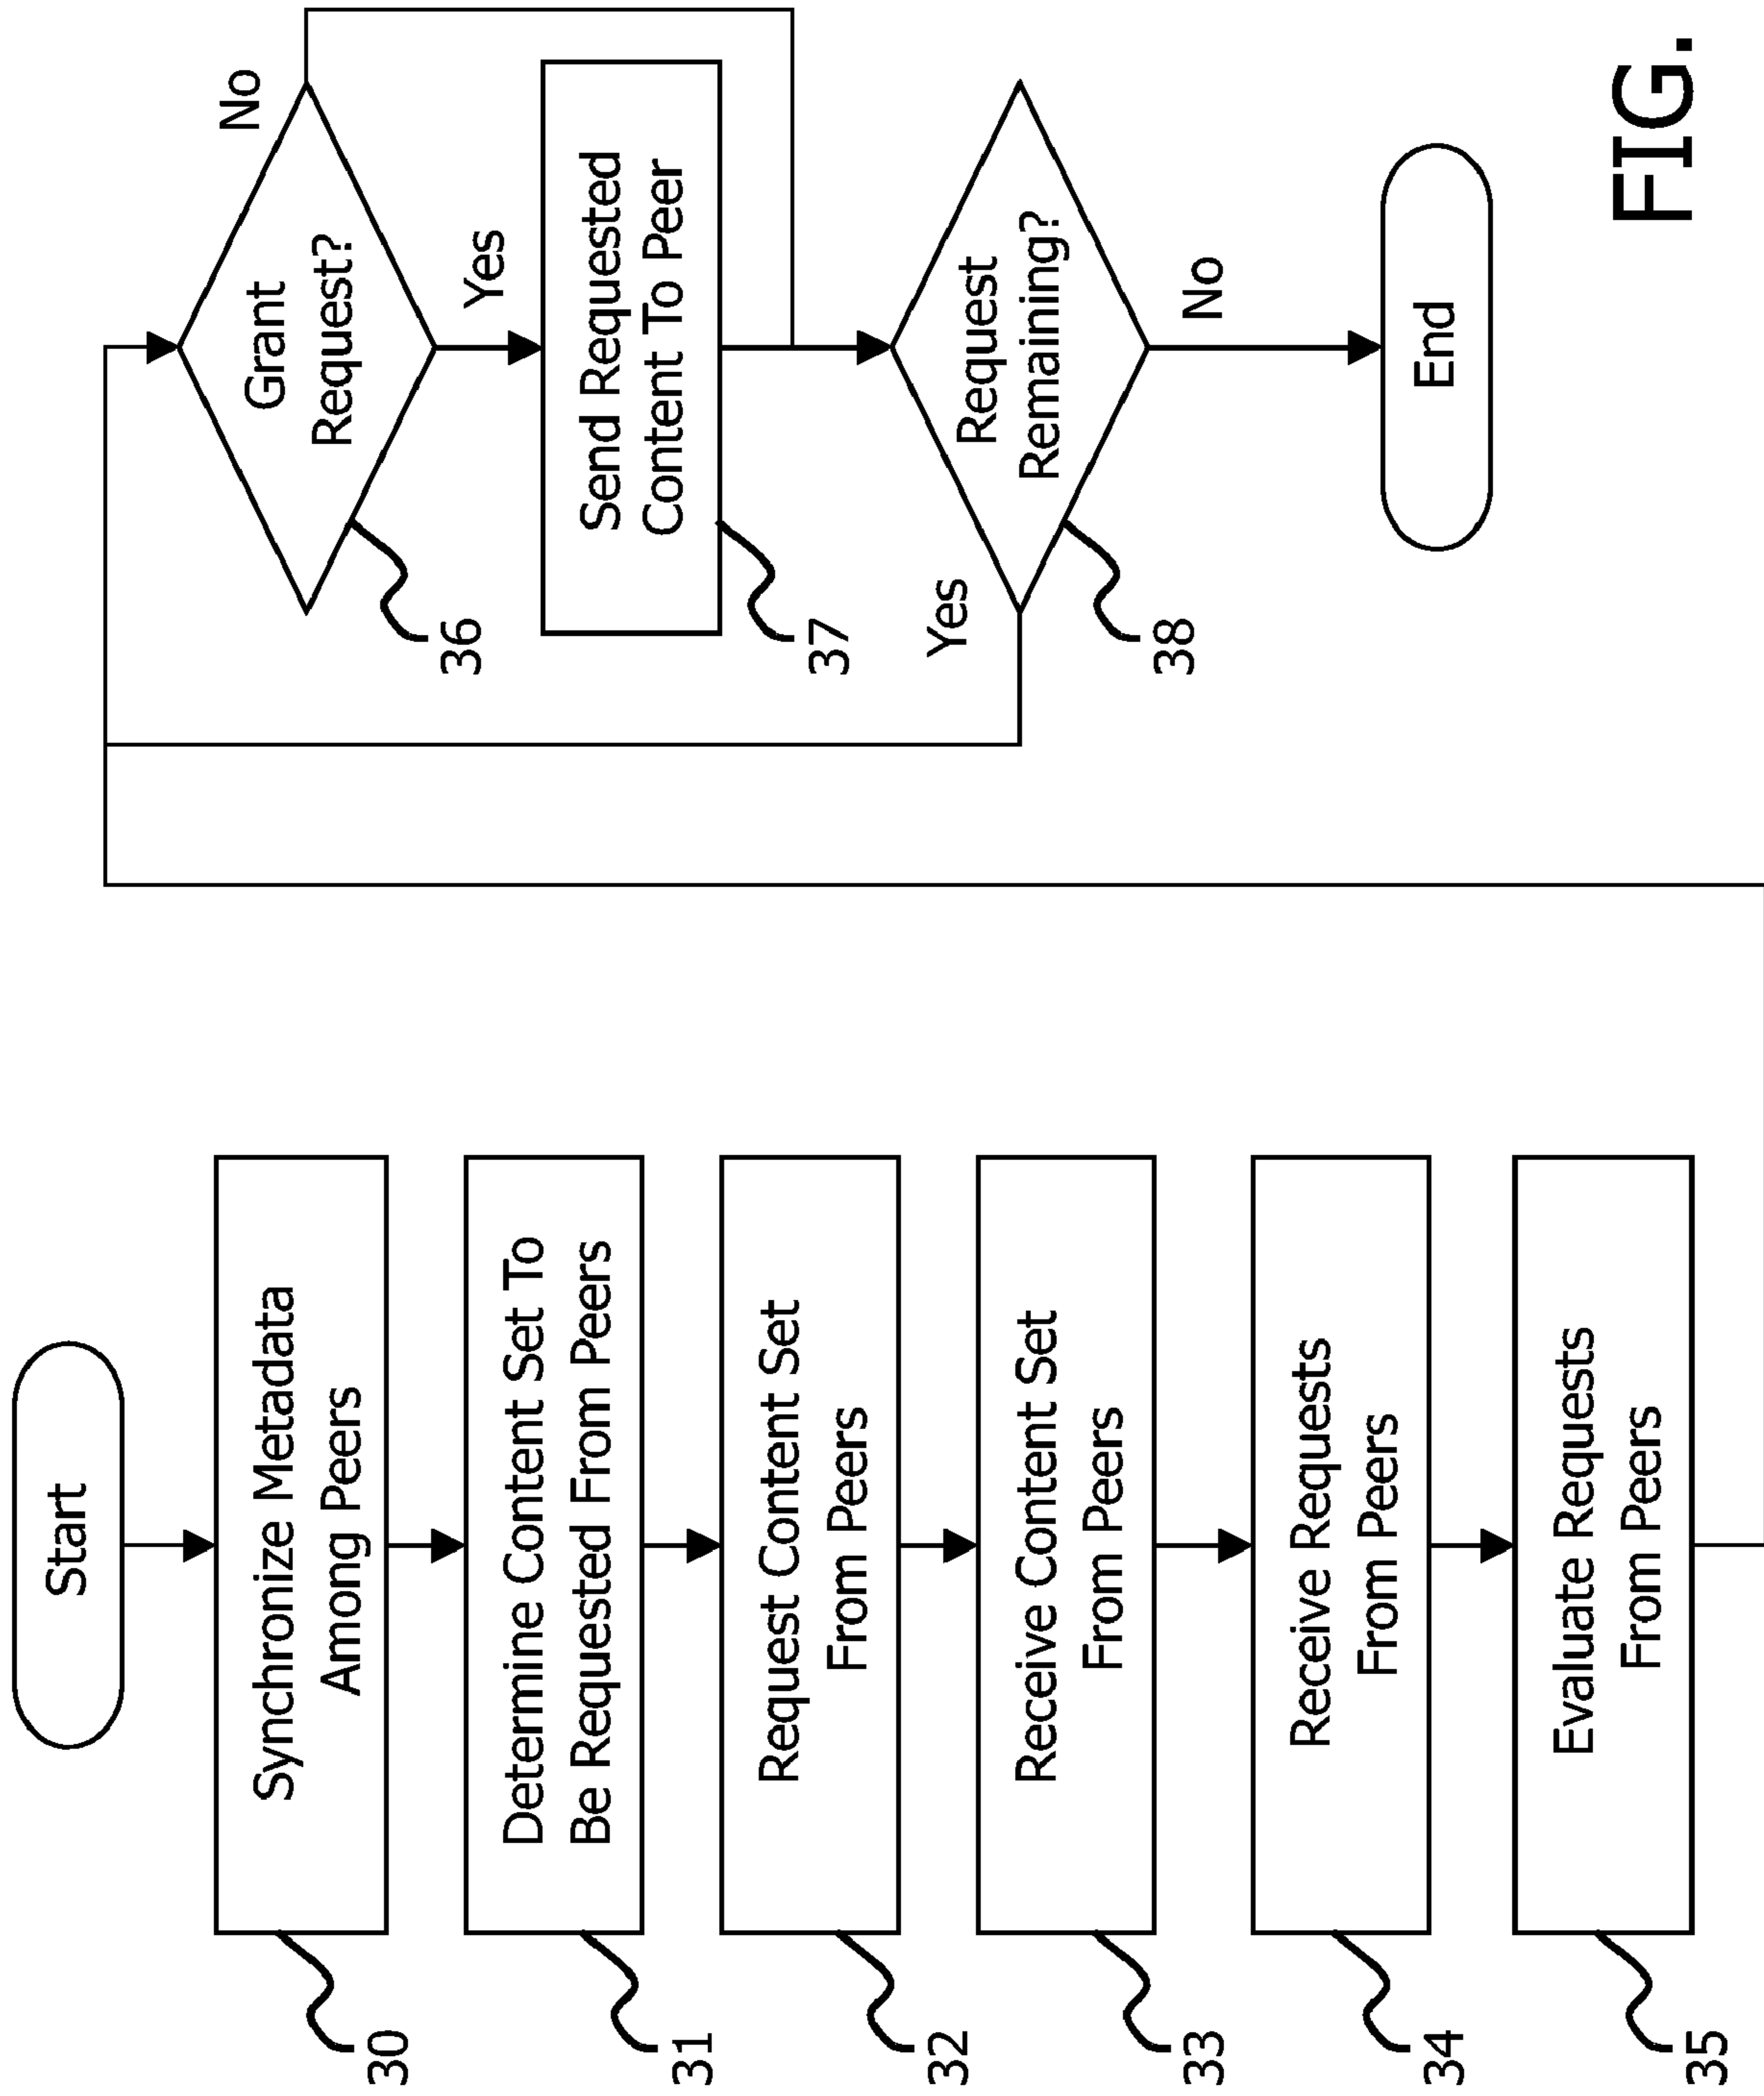 Start
Synchronize Metadata
Among Peers
30
Determine Content Set To
Be Requested From Peers
31
Request Content Set
From Peers
32
Receive Content Set
From Peers
33
Receive Requests
From Peers
34
Evaluate Requests
From Peers
35
Grant
Request?
No
36
Yes
Send Requested
Content To Peer
37
Request
Remaining?
Yes
38
No
End
FIG.